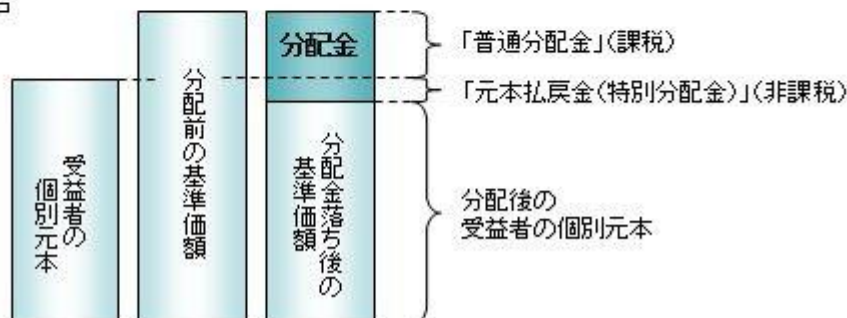 分配金
「普通分配金」(課税)
「元本払戻金(特別分配金)」(非課税)
受益者の
個別元本
分配前の基準価額
分配金落ち後の
基準価額
分配後の
受益者の個別元本